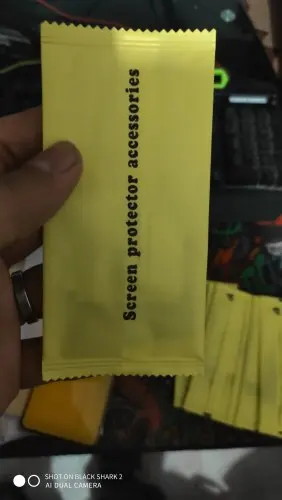 Screen protector accessories
SHOT ON BLACK SHARK 2
AI DUAL CAMERA